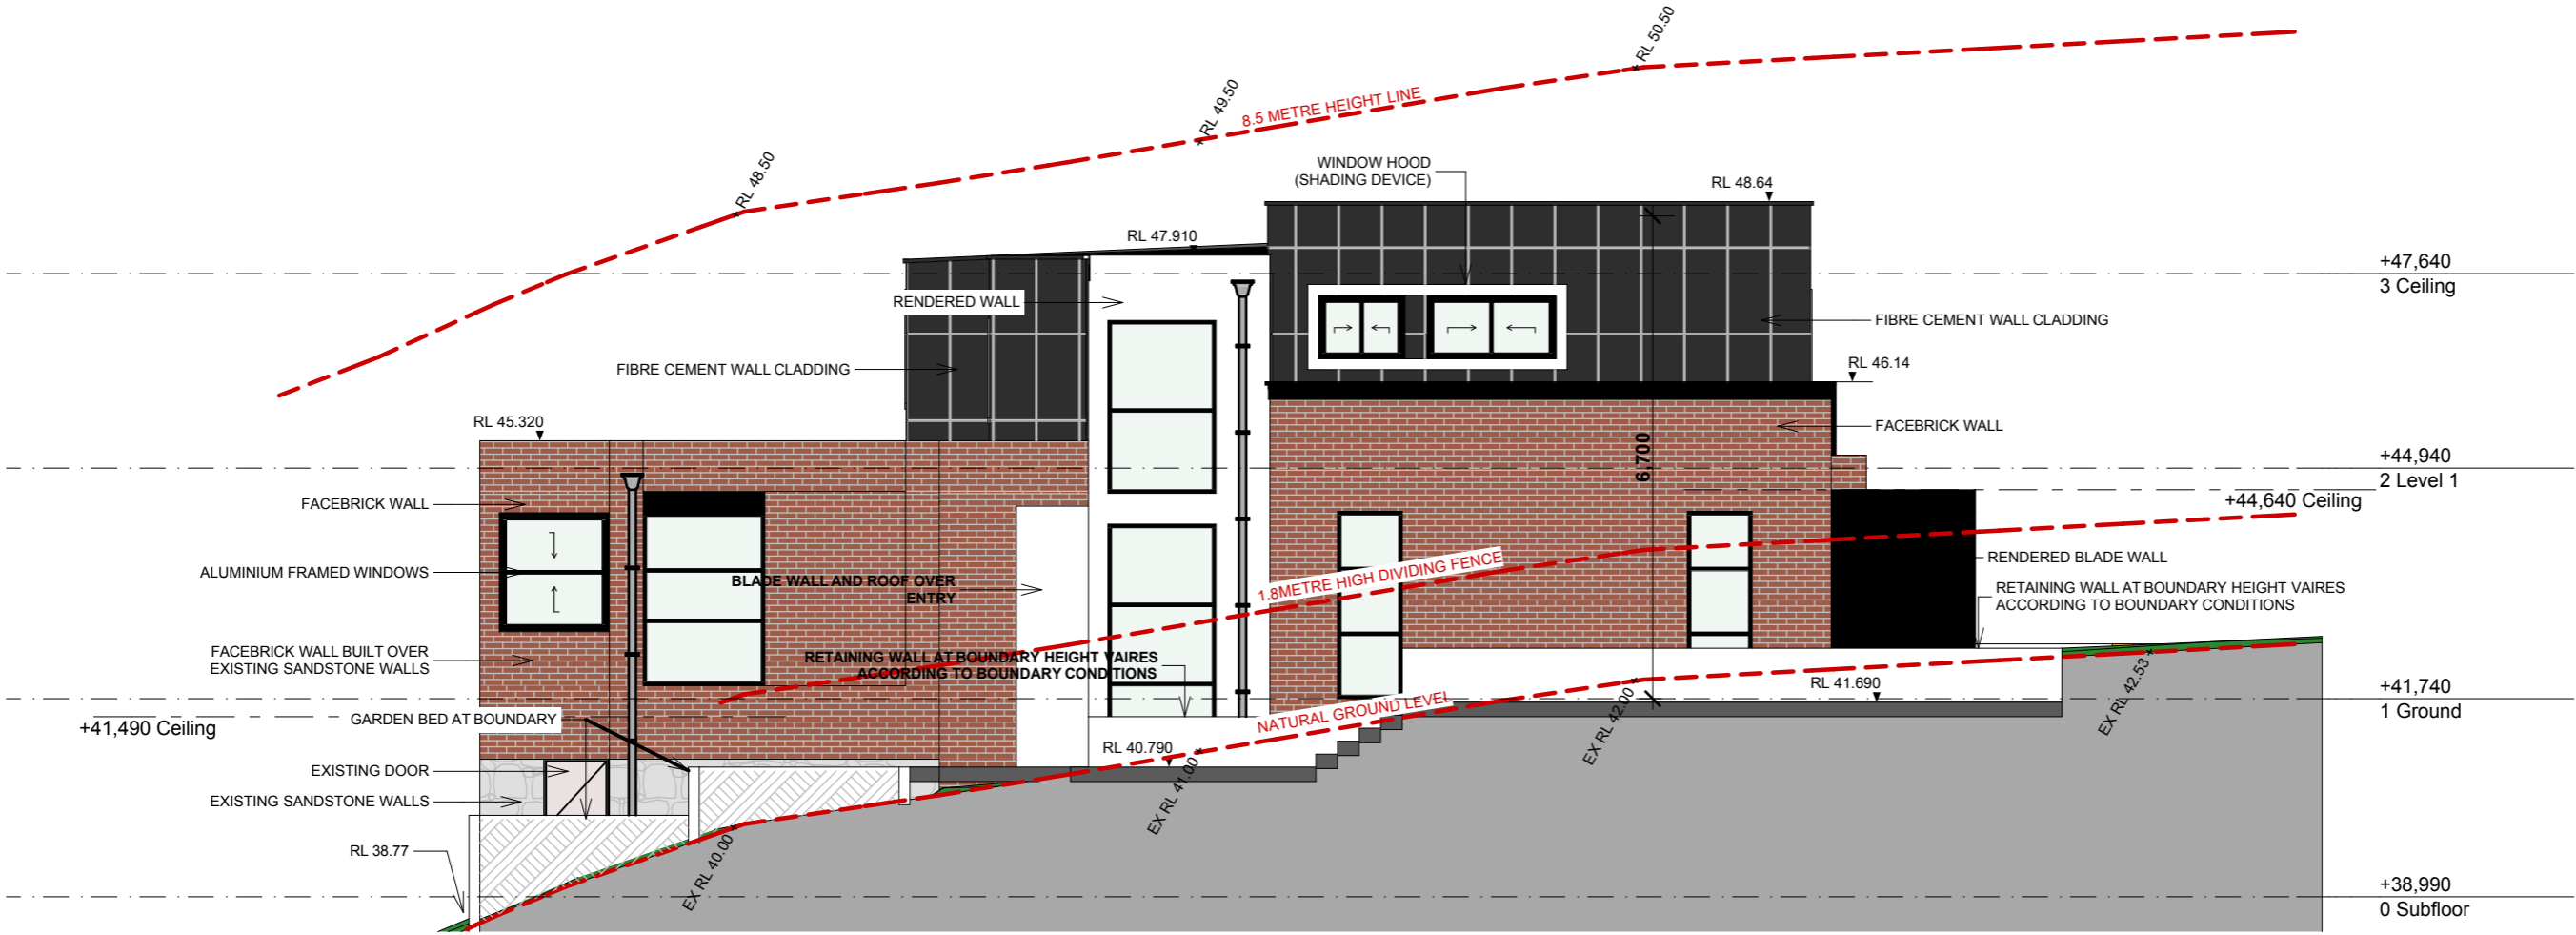 RL 50.50
RL 49.50
8.5 METRE HEIGHT LINE
RL 48.50
WINDOW HOOD
(SHADING DEVICE)
RL 48.64
RL 47.910
+47,640
3 Ceiling
RENDERED WALL
FIBRE CEMENT WALL CLADDING
FIBRE CEMENT WALL CLADDING
RL 46.14
RL 45.320
FACEBRICK WALL
6,700
+44,940
2 Level 1
+44,640 Ceiling
FACEBRICK WALL
ALUMINIUM FRAMED WINDOWS
BLADE WALL AND ROOF OVER
ENTRY
1.8METRE HIGH DIVIDING FENCE
RENDERED BLADE WALL
RETAINING WALL AT BOUNDARY HEIGHT VAIRES
ACCORDING TO BOUNDARY CONDITIONS
FACEBRICK WALL BUILT OVER
EXISTING SANDSTONE WALLS
RETAINING WALL AT BOUNDARY HEIGHT VAIRES
ACCORDING TO BOUNDARY CONDITIONS
RL 41.690
+41,740
1 Ground
+41,490 Ceiling
GARDEN BED AT BOUNDARY
NATURAL GROUND LEVEL
EX RL 42.00
EX RL 42.53
RL 40.790
EXISTING DOOR
EX RL 41.00
EXISTING SANDSTONE WALLS
RL 38.77
EX RL 40.00
+38,990
0 Subfloor